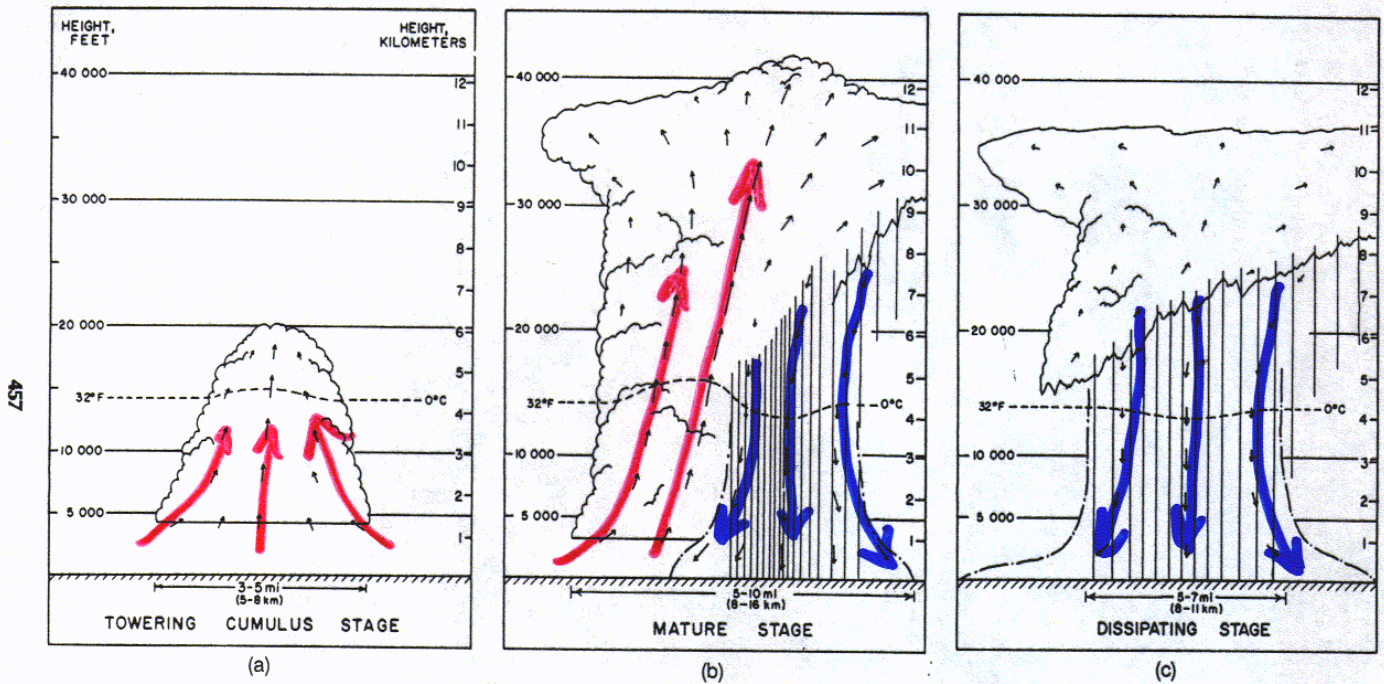 HEIGHT,
FEET
HEIGHT,
KILOMETERS
40 000
30 000
20 000
10 000
5 000
32°F
0°C
12
11
10
9
8
7
6
5
4
3
2
1
3-5 mi
(5-8 km)
TOWERING CUMULUS STAGE
(a)
40 000
30 000
20 000
10 000
5 000
32°F
0°C
12
11
10
9
8
7
6
5
4
3
2
1
5-10 mi
(8-16 km)
MATURE STAGE
(b)
40 000
30 000
20 000
10 000
5 000
32°F
0°C
12
11
10
9
8
7
6
5
4
3
2
1
5-7 mi
(8-11 km)
DISSIPATING STAGE
(c)
457